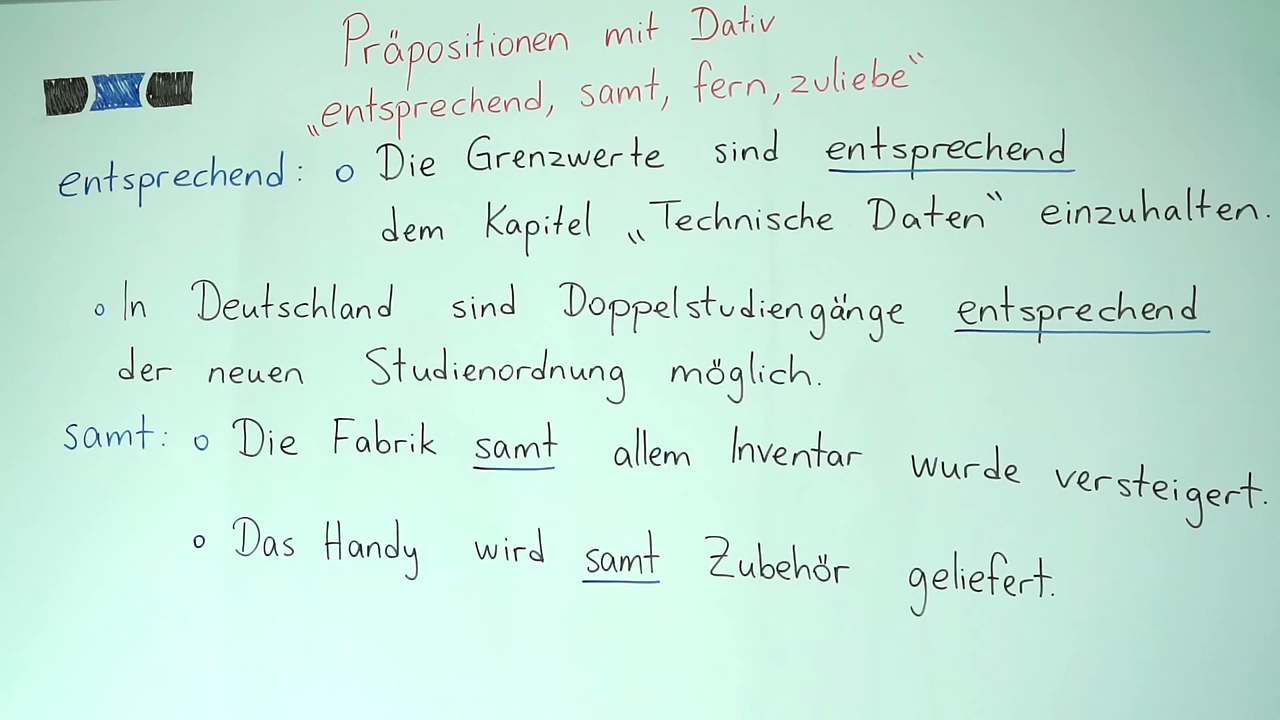 Präpositionen mit Dativ
„entsprechend, samt, fern, zuliebe“
entsprechend: o Die Grenzwerte sind entsprechend
dem Kapitel „Technische Daten“ einzuhalten.
o In Deutschland sind Doppelstudiengänge entsprechend
der neuen Studienordnung möglich.
samt: o Die Fabrik samt allem Inventar wurde versteigert.
o Das Handy wird samt Zubehör geliefert.